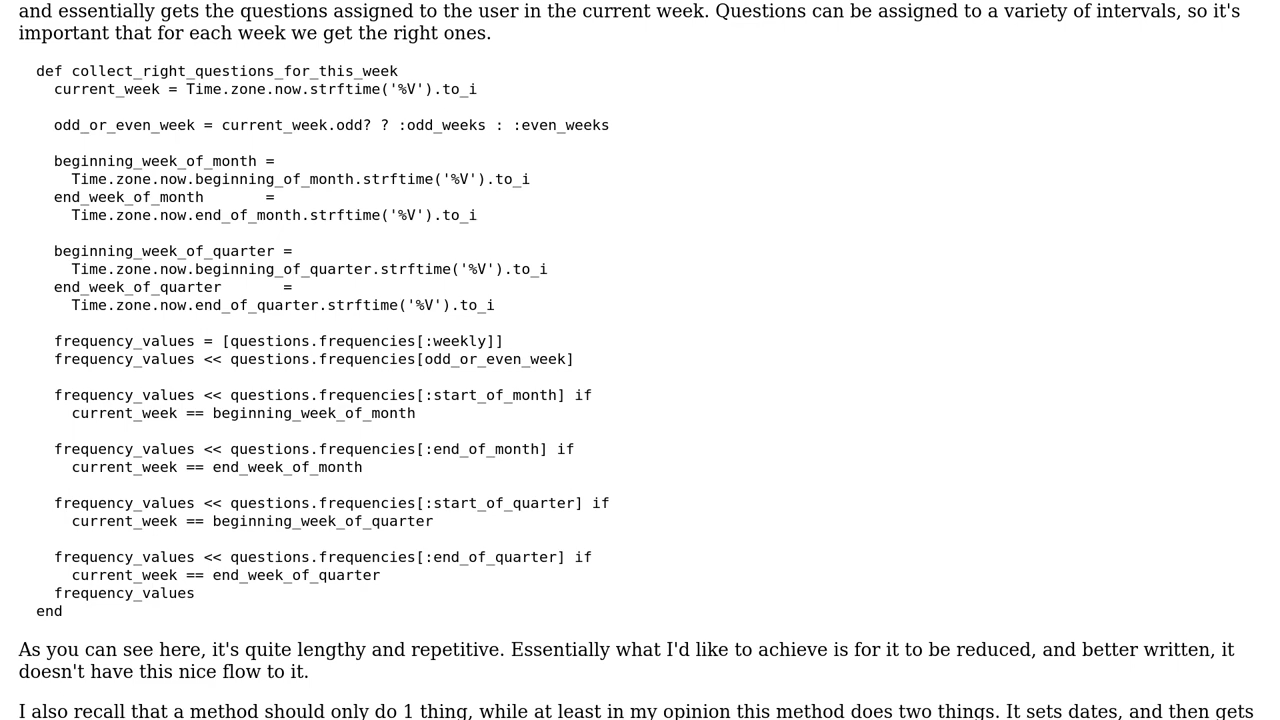 and essentially gets the questions assigned to the user in the current week. Questions can be assigned to a variety of intervals, so it's
important that for each week we get the right ones.
def collect_right_questions_for_this_week
  current_week = Time.zone.now.strftime('%V').to_i
  odd_or_even_week = current_week.odd? ? :odd_weeks : :even_weeks
  beginning_week_of_month =
    Time.zone.now.beginning_of_month.strftime('%V').to_i
  end_week_of_month       =
    Time.zone.now.end_of_month.strftime('%V').to_i
  beginning_week_of_quarter =
    Time.zone.now.beginning_of_quarter.strftime('%V').to_i
  end_week_of_quarter       =
    Time.zone.now.end_of_quarter.strftime('%V').to_i
  frequency_values = [questions.frequencies[:weekly]]
  frequency_values << questions.frequencies[odd_or_even_week]
  frequency_values << questions.frequencies[:start_of_month] if
    current_week == beginning_week_of_month
  frequency_values << questions.frequencies[:end_of_month] if
    current_week == end_week_of_month
  frequency_values << questions.frequencies[:start_of_quarter] if
    current_week == beginning_week_of_quarter
  frequency_values << questions.frequencies[:end_of_quarter] if
    current_week == end_week_of_quarter
  frequency_values
end
As you can see here, it's quite lengthy and repetitive. Essentially what I'd like to achieve is for it to be reduced, and better written, it
doesn't have this nice flow to it.
I also recall that a method should only do 1 thing, while at least in my opinion this method does two things. It sets dates, and then gets